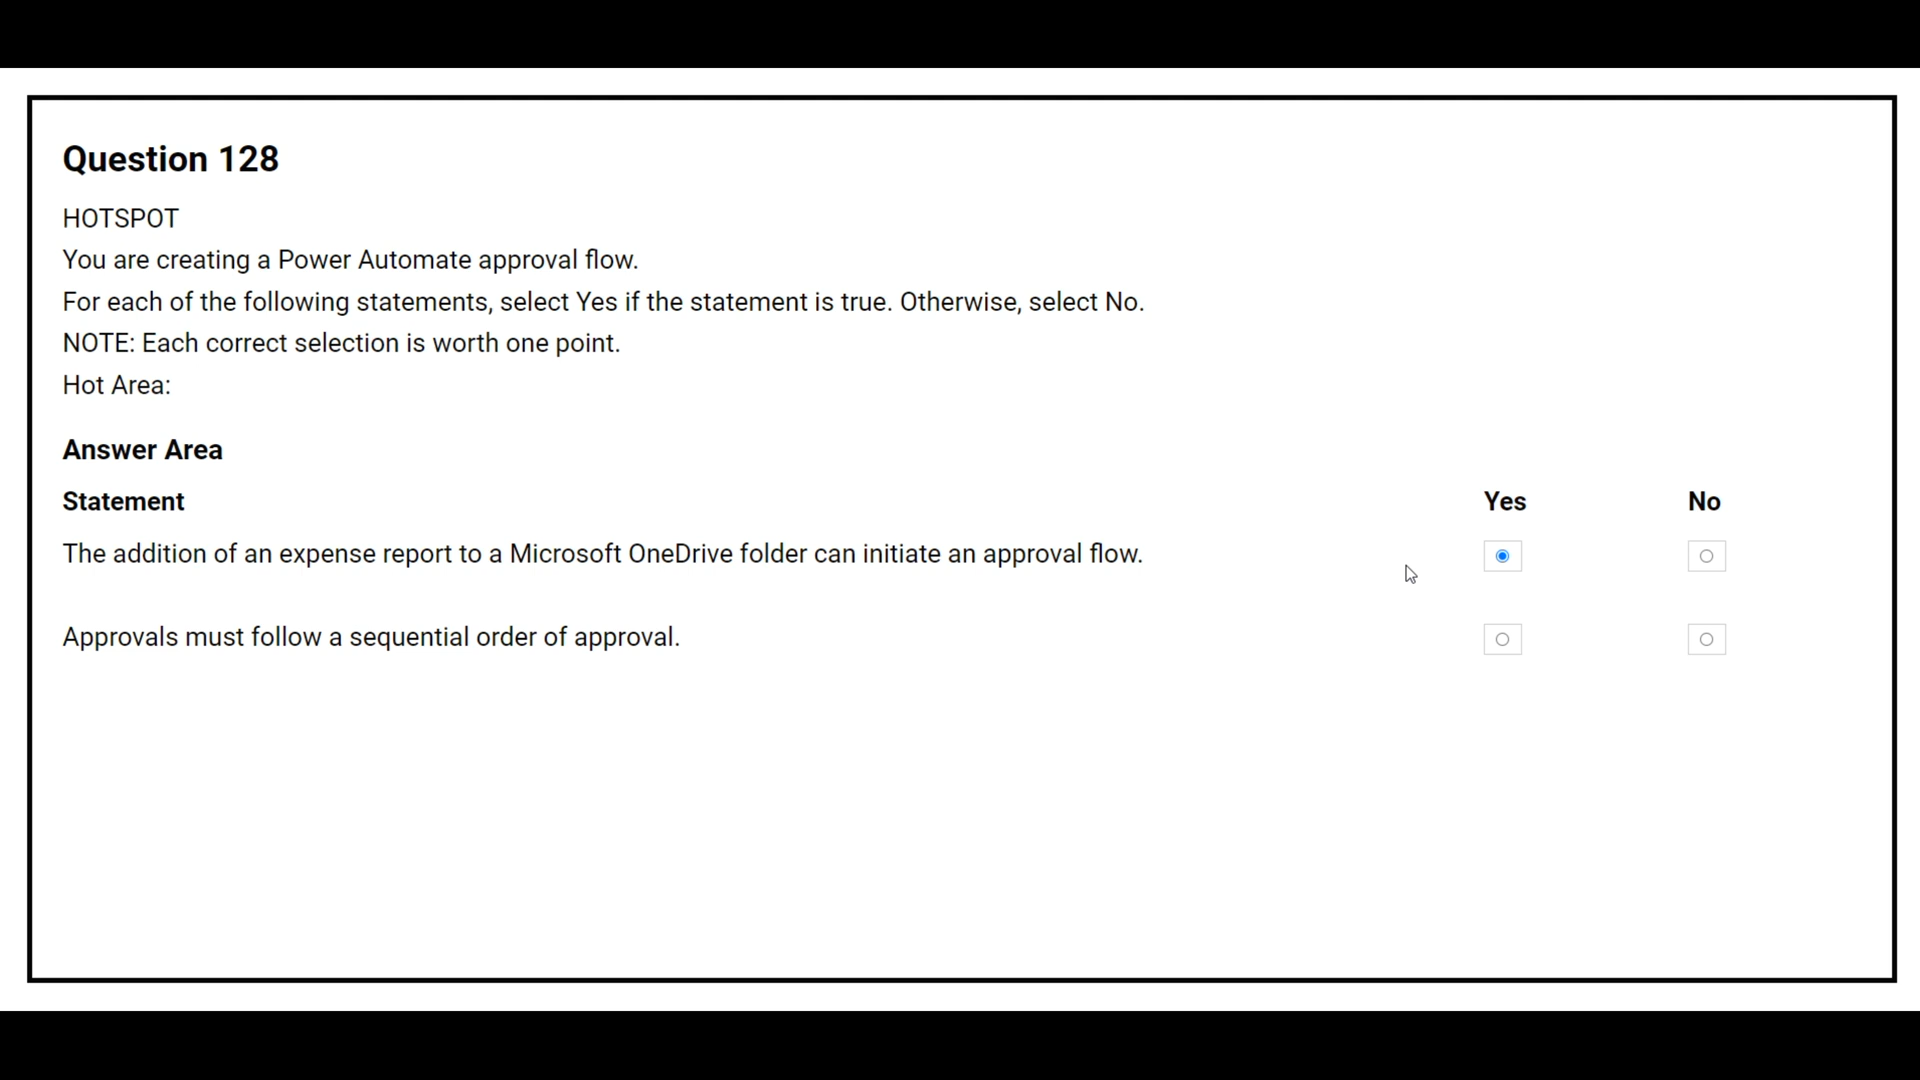 Question 128
HOTSPOT
You are creating a Power Automate approval flow.
For each of the following statements, select Yes if the statement is true. Otherwise, select No.
NOTE: Each correct selection is worth one point.
Hot Area:
Answer Area
Statement Yes No
The addition of an expense report to a Microsoft OneDrive folder can initiate an approval flow.
Approvals must follow a sequential order of approval.